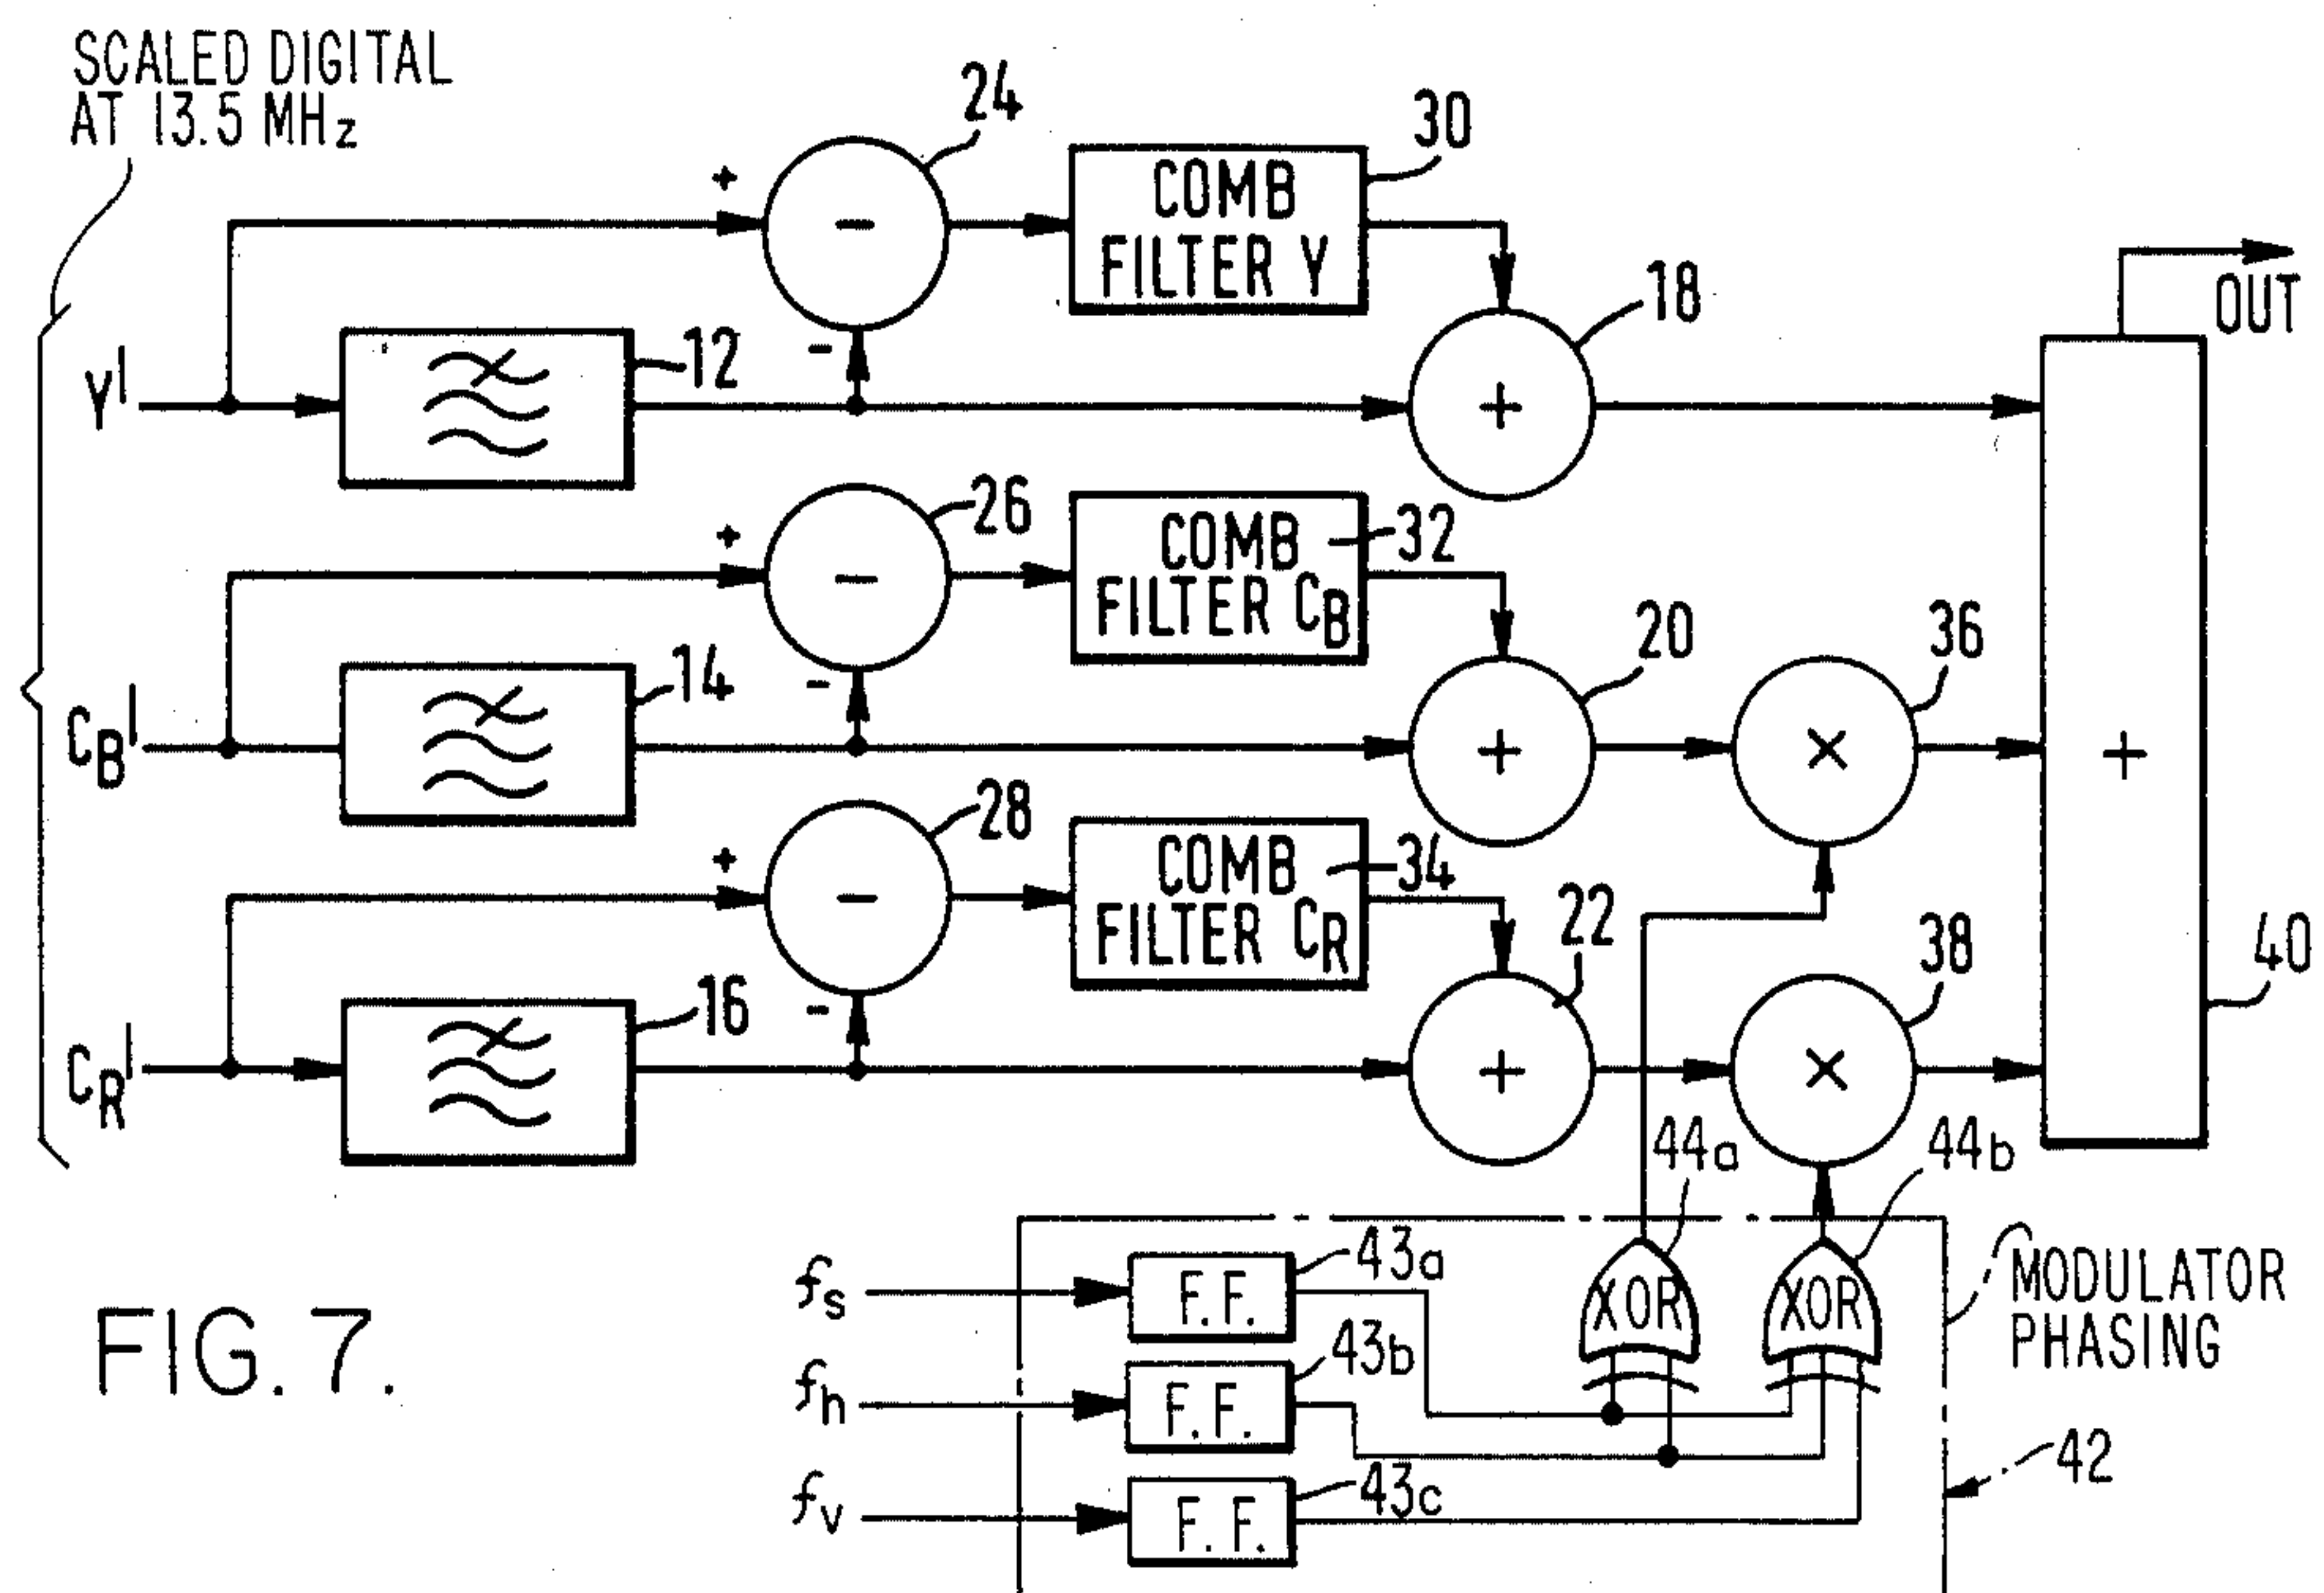 SCALED DIGITAL
AT 13.5 MHz
24
COMB
FILTER Y
30
+
−
18
OUT
Y'
12
−
+
26
+
−
COMB
FILTER CB
32
20
36
CB'
14
−
+
×
+
28
+
−
COMB
FILTER CR
34
22
38
40
CR'
16
−
+
×
44a
44b
fs
F.F.
43a
XOR
XOR
MODULATOR
PHASING
fh
F.F.
43b
42
fv
F.F.
43c
FIG. 7.